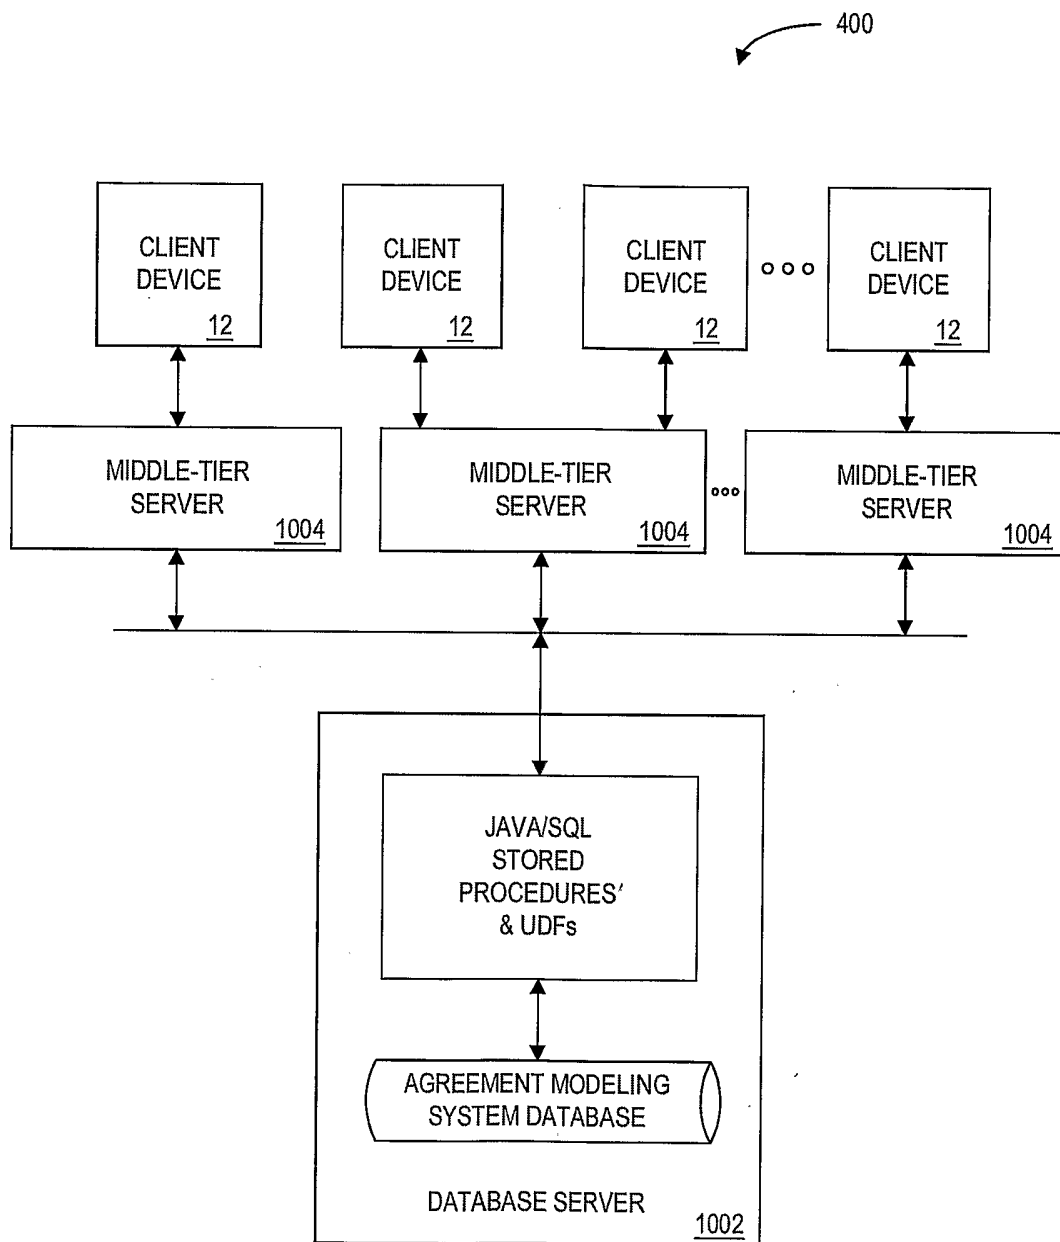 400
CLIENT
DEVICE
12
CLIENT
DEVICE
12
CLIENT
DEVICE
12
CLIENT
DEVICE
12
MIDDLE-TIER
SERVER
1004
MIDDLE-TIER
SERVER
1004
MIDDLE-TIER
SERVER
1004
JAVA/SQL
STORED
PROCEDURES
& UDFs
AGREEMENT MODELING
SYSTEM DATABASE
DATABASE SERVER
1002